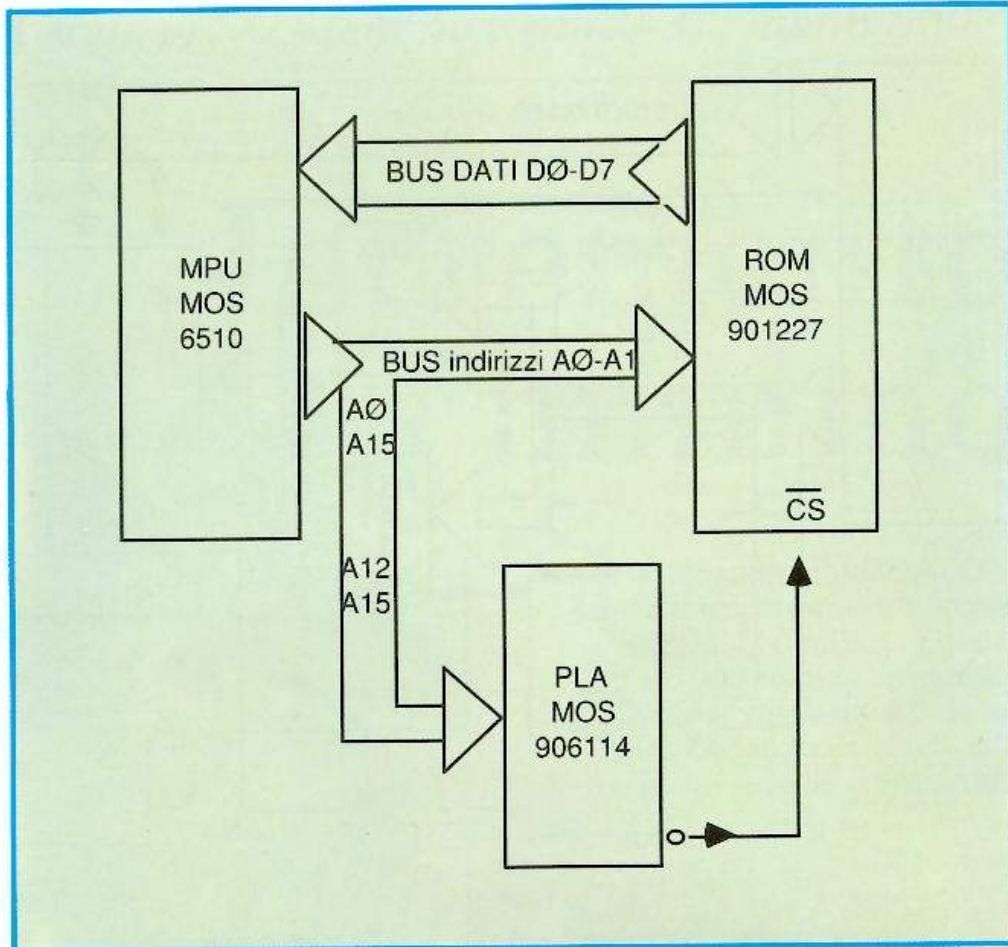 BUS DATI DØ-D7
MPU
MOS
6510
ROM
MOS
901227
BUS indirizzi AØ-A1
AØ
A15
CS
A12
A15
PLA
MOS
906114